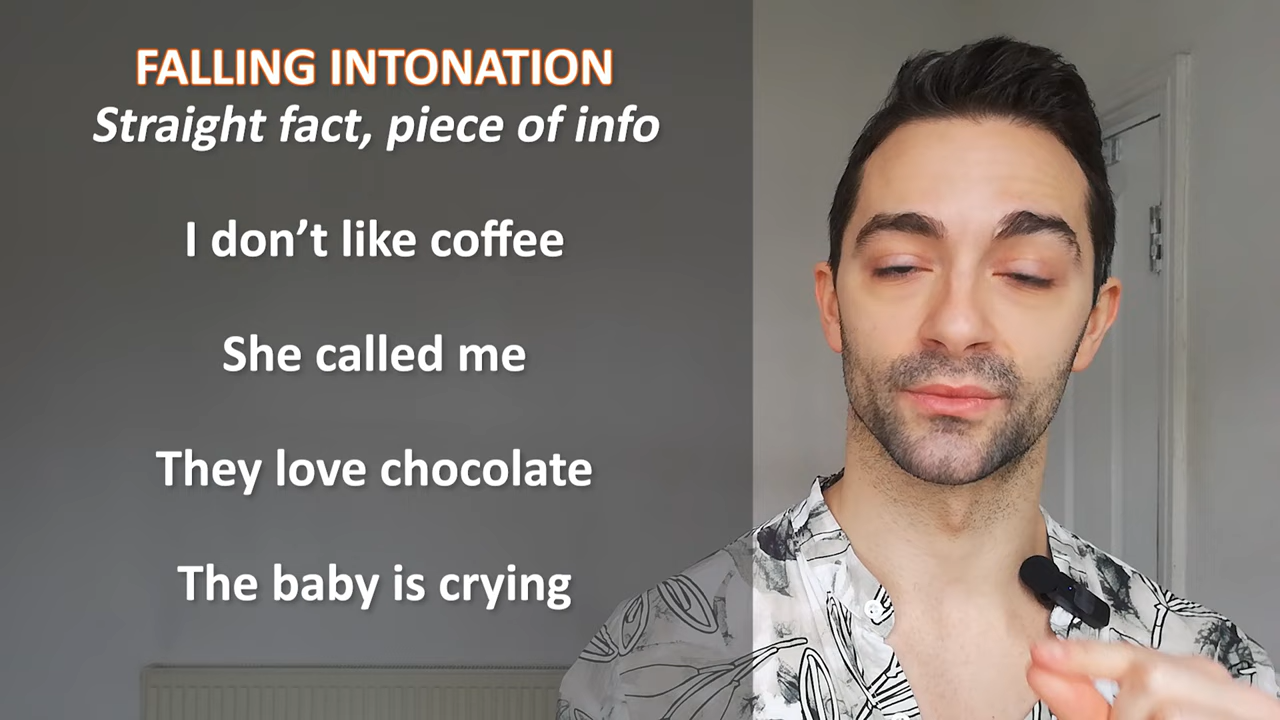 FALLING INTONATION
Straight fact, piece of info
I don’t like coffee
She called me
They love chocolate
The baby is crying